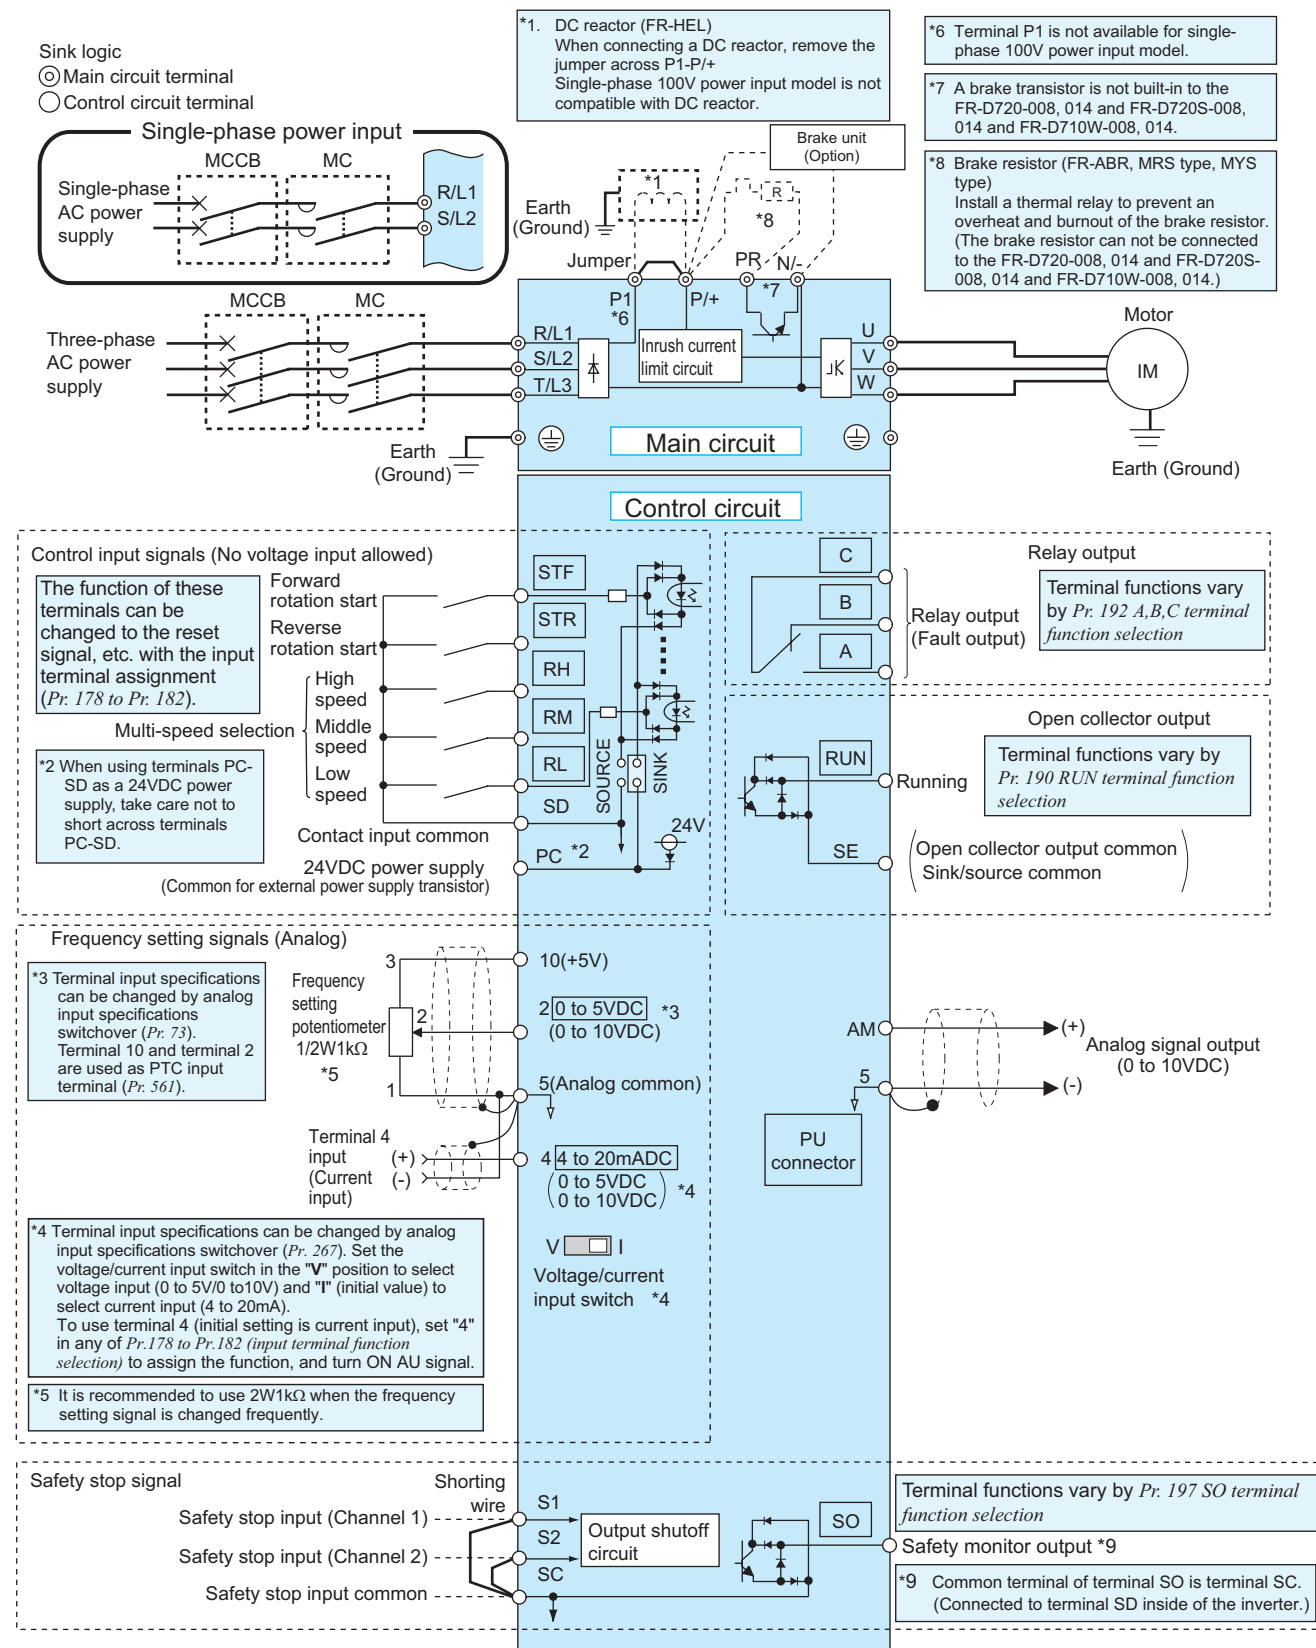 Sink logic
Main circuit terminal
Control circuit terminal
*1. DC reactor (FR-HEL)
When connecting a DC reactor, remove the
jumper across P1-P/+
Single-phase 100V power input model is not
compatible with DC reactor.
*6 Terminal P1 is not available for single-
phase 100V power input model.
*7 A brake transistor is not built-in to the
FR-D720-008, 014 and FR-D720S-008,
014 and FR-D710W-008, 014.
*8 Brake resistor (FR-ABR, MRS type, MYS
type)
Install a thermal relay to prevent an
overheat and burnout of the brake resistor.
(The brake resistor can not be connected
to the FR-D720-008, 014 and FR-D720S-
008, 014 and FR-D710W-008, 014.)
Single-phase power input
MCCB MC
Single-phase
AC power
supply
R/L1
S/L2
Brake unit
(Option)
*1
R
*8
Earth
(Ground)
Jumper
PR N/-
*7
P1
*6
P/+
MCCB MC
Three-phase
AC power
supply
R/L1
S/L2
T/L3
Inrush current
limit circuit
U
V
W
Motor
IM
Earth
(Ground)
Main circuit
Earth (Ground)
Control circuit
Control input signals (No voltage input allowed)
The function of these
terminals can be
changed to the reset
signal, etc. with the input
terminal assignment
(Pr. 178 to Pr. 182).
Forward
rotation start
Reverse
rotation start
High
speed
Multi-speed selection
Middle
speed
Low
speed
STF
STR
RH
RM
RL
SD
SOURCE
SINK
*2 When using terminals PC-
SD as a 24VDC power
supply, take care not to
short across terminals
PC-SD.
Contact input common
24V
PC *2
24VDC power supply
(Common for external power supply transistor)
C
B
A
Relay output
Terminal functions vary
by Pr. 192 A,B,C terminal
function selection
Relay output
(Fault output)
Open collector output
Terminal functions vary by
Pr. 190 RUN terminal function
selection
RUN
Running
SE
Open collector output common
Sink/source common
Frequency setting signals (Analog)
*3 Terminal input specifications
can be changed by analog
input specifications
switchover (Pr. 73).
Terminal 10 and terminal 2
are used as PTC input
terminal (Pr. 561).
Frequency
setting
potentiometer
1/2W1kΩ
*5
3
2
1
10(+5V)
2 0 to 5VDC *3
(0 to 10VDC)
5(Analog common)
Terminal 4
input
(Current
input)
(+)
(-)
4 4 to 20mADC
(0 to 5VDC
0 to 10VDC) *4
AM
(+)
Analog signal output
(0 to 10VDC)
5
(-)
PU
connector
*4 Terminal input specifications can be changed by analog
input specifications switchover (Pr. 267). Set the
voltage/current input switch in the "V" position to select
voltage input (0 to 5V/0 to10V) and "I" (initial value) to
select current input (4 to 20mA).
To use terminal 4 (initial setting is current input), set "4"
in any of Pr.178 to Pr.182 (input terminal function
selection) to assign the function, and turn ON AU signal.
V I
Voltage/current
input switch *4
*5 It is recommended to use 2W1kΩ when the frequency
setting signal is changed frequently.
Safety stop signal
Shorting
wire
Safety stop input (Channel 1)
Safety stop input (Channel 2)
Safety stop input common
S1
S2
SC
Output shutoff
circuit
SO
Terminal functions vary by Pr. 197 SO terminal
function selection
Safety monitor output *9
*9 Common terminal of terminal SO is terminal SC.
(Connected to terminal SD inside of the inverter.)